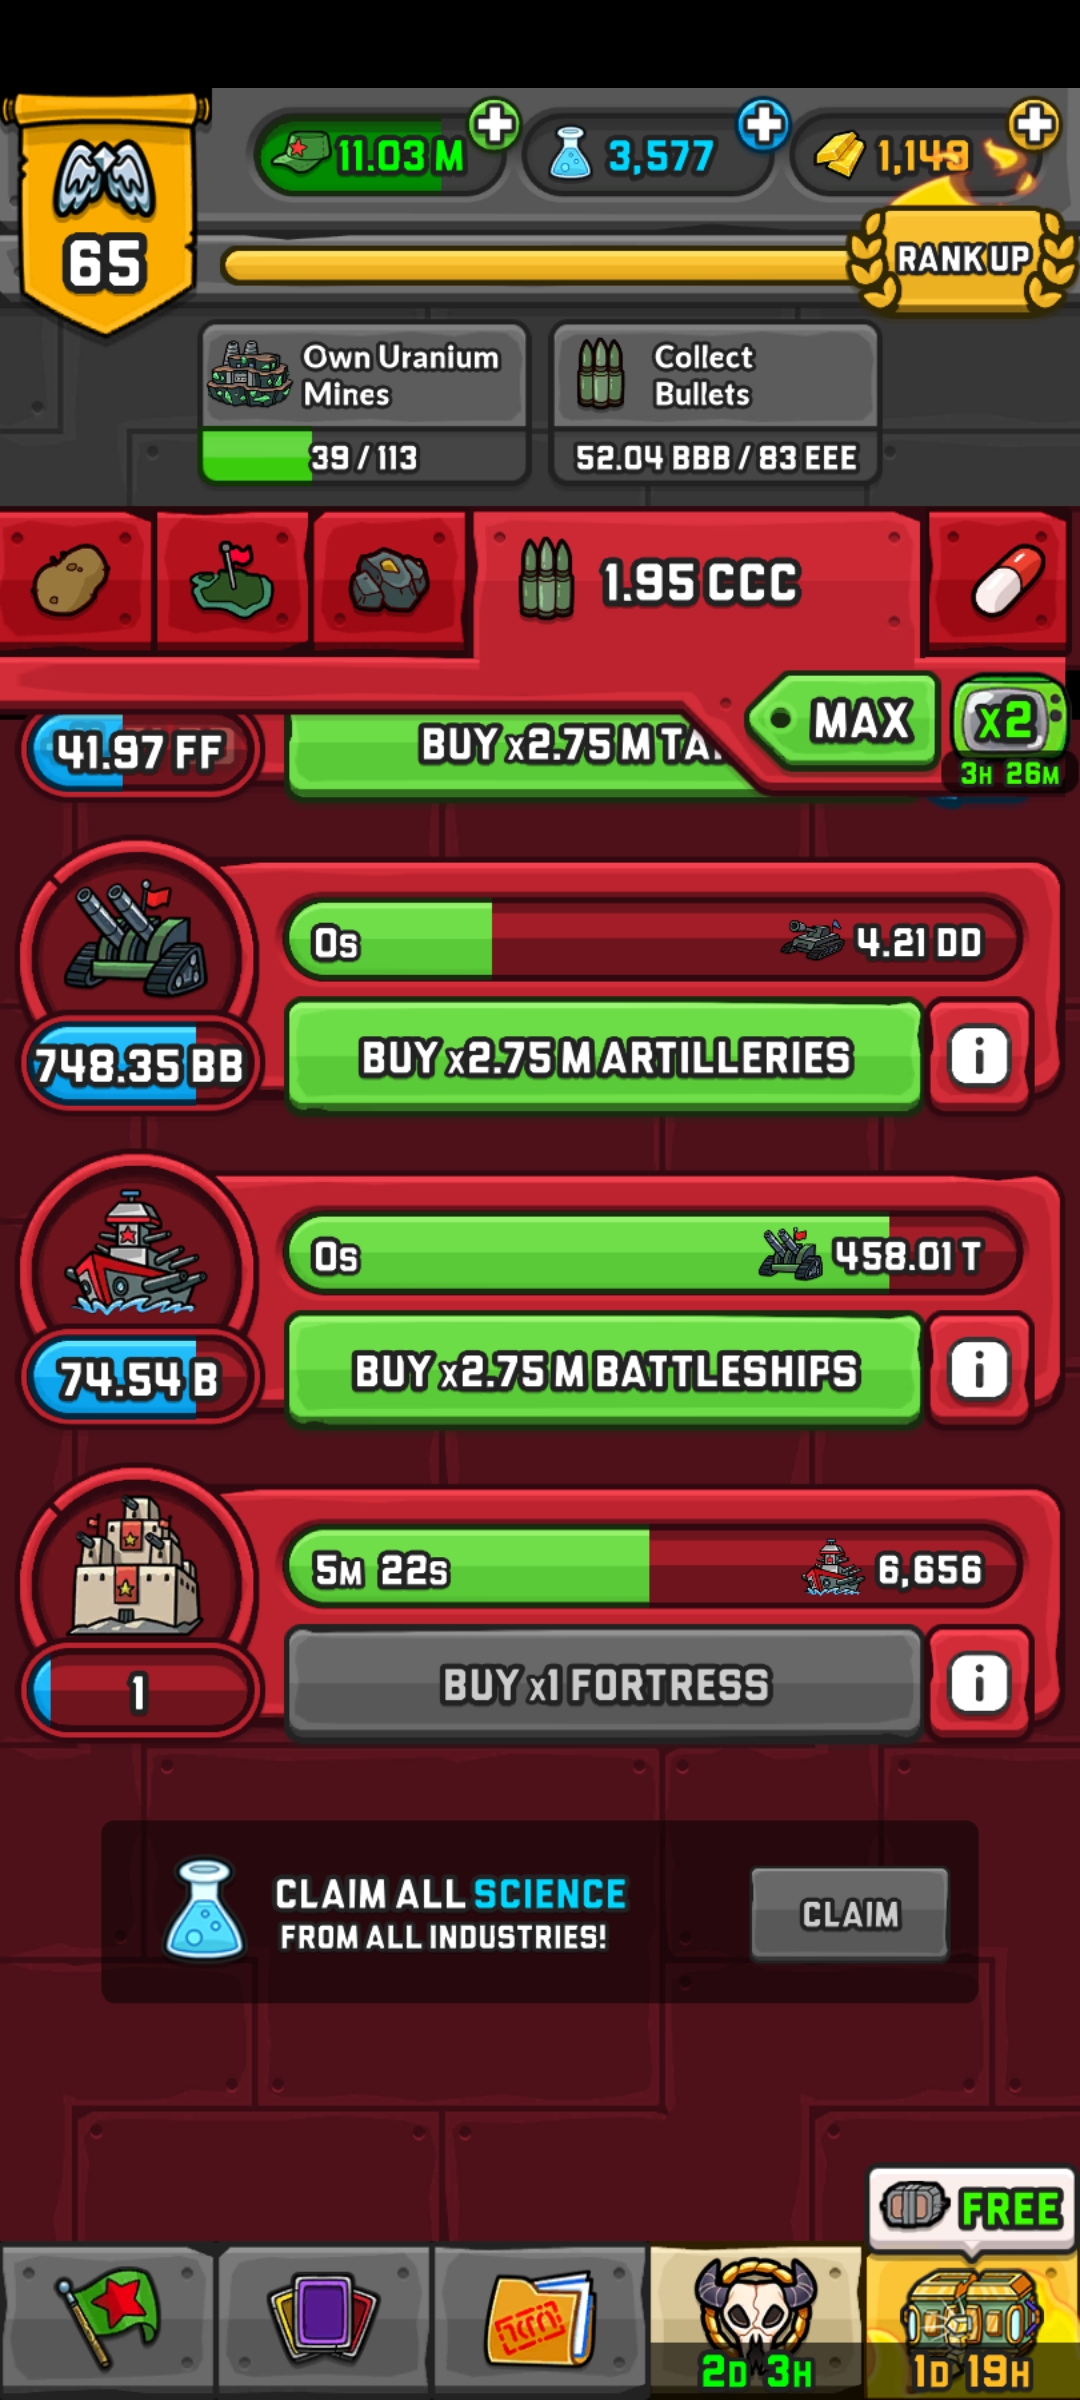 11.03 M
3,577
1,149
65
RANK UP
Own Uranium
Mines
39 / 113
Collect
Bullets
52.04 BBB / 83 EEE
1.95 CCC
MAX
x2
3H 26M
41.97 FF
BUY x2.75 M TA
0s
4.21 DD
748.35 BB
BUY x2.75 M ARTILLERIES
i
0s
458.01 T
74.54 B
BUY x2.75 M BATTLESHIPS
i
5M 22s
6,656
1
BUY x1 FORTRESS
i
CLAIM ALL SCIENCE
FROM ALL INDUSTRIES!
CLAIM
FREE
2D 3H
1D 19H